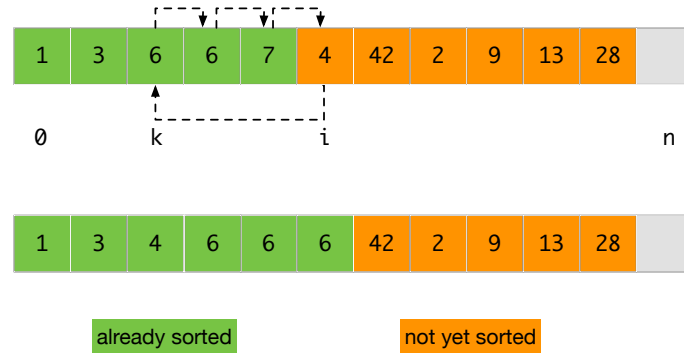 1 3 6 6 7 4 42 2 9 13 28
0 k i n
1 3 4 6 6 6 42 2 9 13 28
already sorted not yet sorted